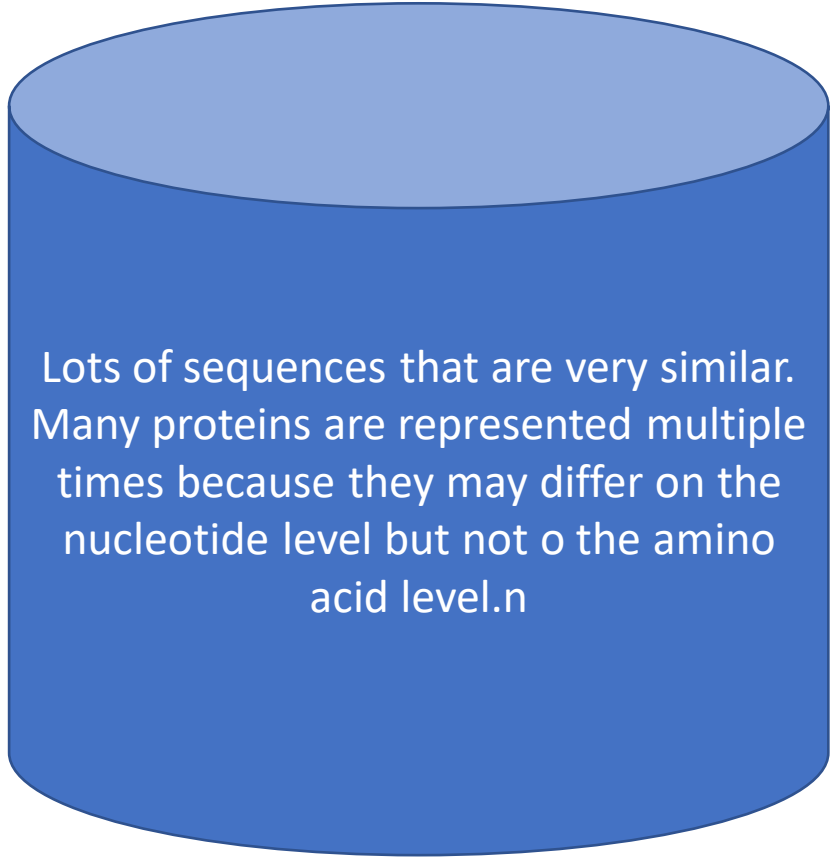 Lots of sequences that are very similar.
Many proteins are represented multiple
times because they may differ on the
nucleotide level but not o the amino
acid level.n